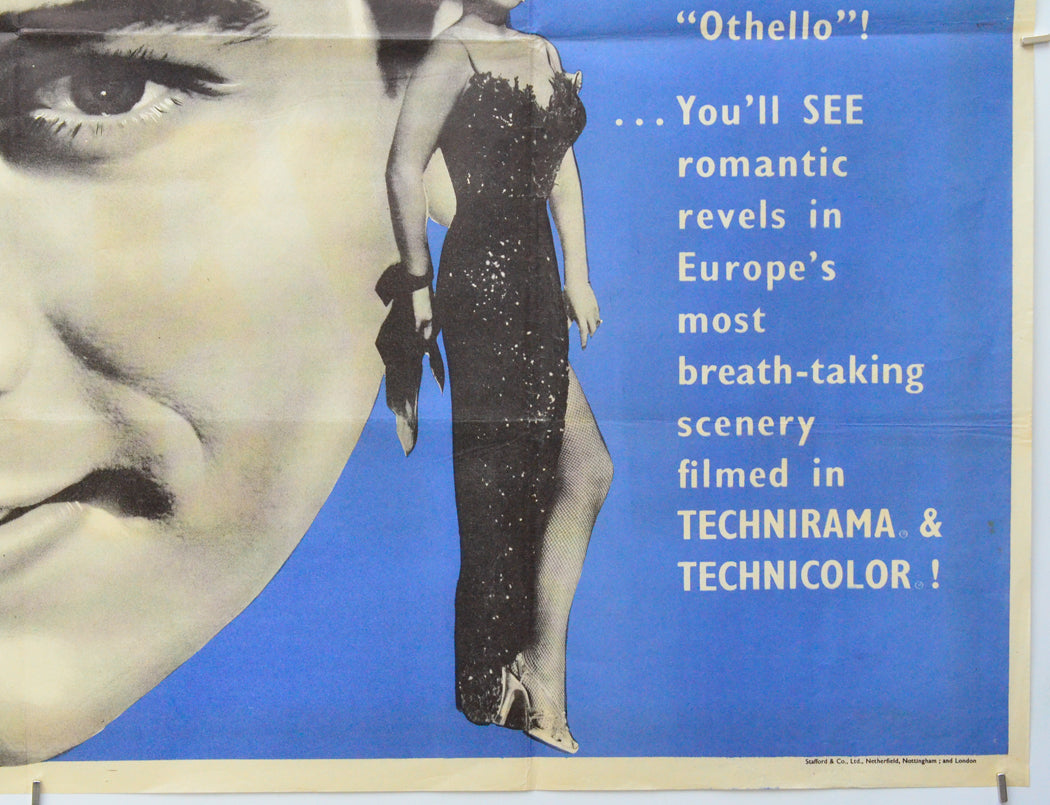 “Othello”!
...You’ll SEE
romantic
revels in
Europe’s
most
breath-taking
scenery
filmed in
TECHNIRAMA® &
TECHNICOLOR®!
Stafford & Co., Ltd., Netherfield, Nottingham ; and London